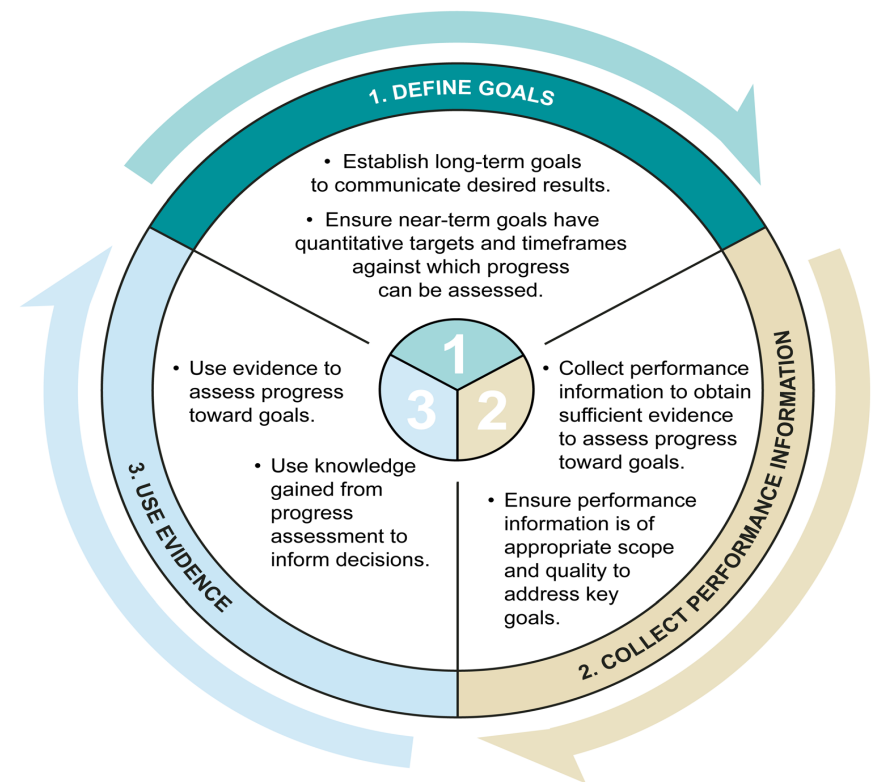 1. DEFINE GOALS
• Establish long-term goals
to communicate desired results.
• Ensure near-term goals have
quantitative targets and timeframes
against which progress
can be assessed.
1
2
3
• Collect performance
information to obtain
sufficient evidence
to assess progress
toward goals.
• Ensure performance
information is of
appropriate scope
and quality to
address key
goals.
2. COLLECT PERFORMANCE INFORMATION
• Use evidence to
assess progress
toward goals.
• Use knowledge
gained from
progress
assessment to
inform decisions.
3. USE EVIDENCE